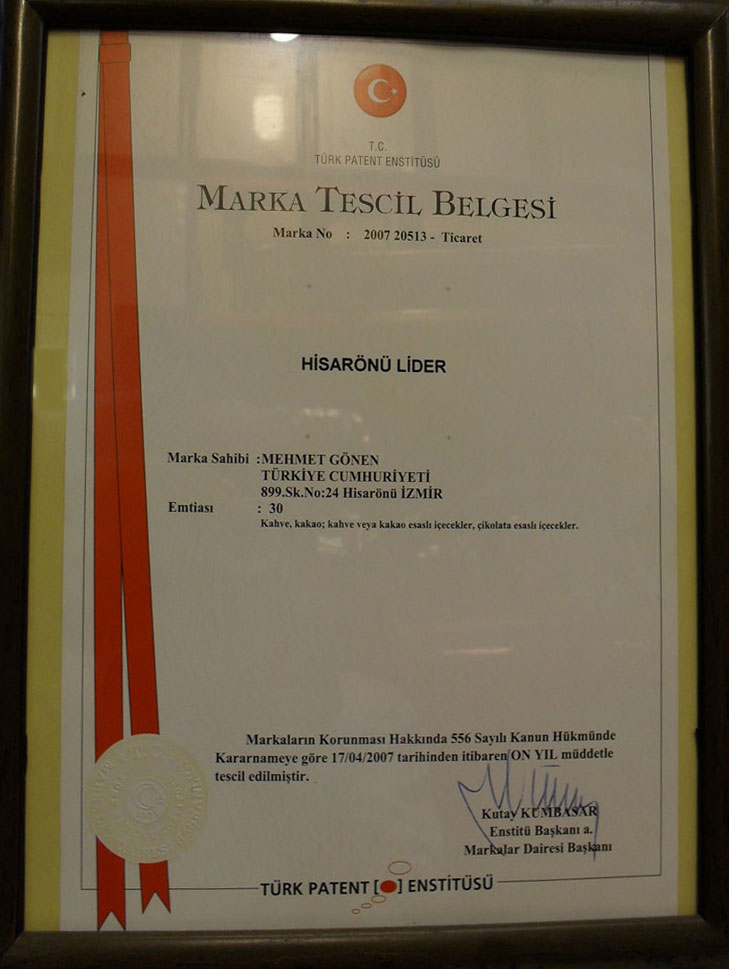 T.C.
TÜRK PATENT ENSTİTÜSÜ
MARKA TESCİL BELGESİ
Marka No : 2007 20513 - Ticaret
HİSARÖNÜ LİDER
Marka Sahibi :MEHMET GÖNEN
TÜRKİYE CUMHURİYETİ
899.Sk.No:24 Hisarönü İZMİR
Emtiası : 30
Kahve, kakao; kahve veya kakao esaslı içecekler, çikolata esaslı içecekler.
Markaların Korunması Hakkında 556 Sayılı Kanun Hükmünde
Kararnameye göre 17/04/2007 tarihinden itibaren ON YIL müddetle
tescil edilmiştir.
Kutay KUMBASAR
Enstitü Başkanı a.
Markalar Dairesi Başkanı
TÜRK PATENT [ ] ENSTİTÜSÜ